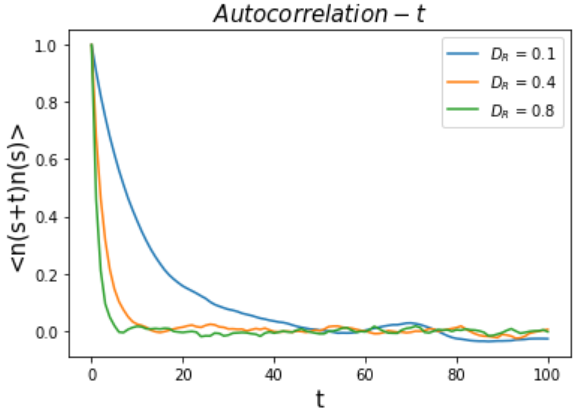 Autocorrelation − t
<n(s+t)n(s)>
1.0
0.8
0.6
0.4
0.2
0.0
D_R = 0.1
D_R = 0.4
D_R = 0.8
0 20 40 60 80 100
t